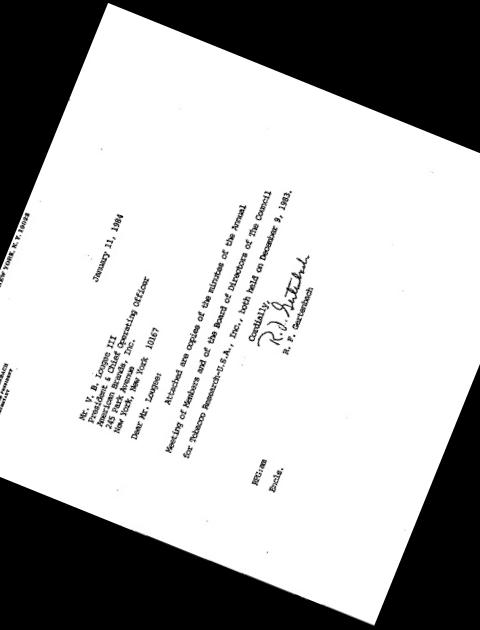 NEW YORK, N. Y. 10022
January 11, 1984
Mr. V. B. Lougee III
President & Chief Operating Officer
American Brands, Inc.
245 Park Avenue
New York, New York 10167
Dear Mr. Lougee:
Attached are copies of the minutes of the Annual
Meeting of Members and of the Board of Directors of The Council
for Tobacco Research-U.S.A., Inc., both held on December 9, 1983.
Cordially,
R. F. Gertenbach
RFG:am
Encls.